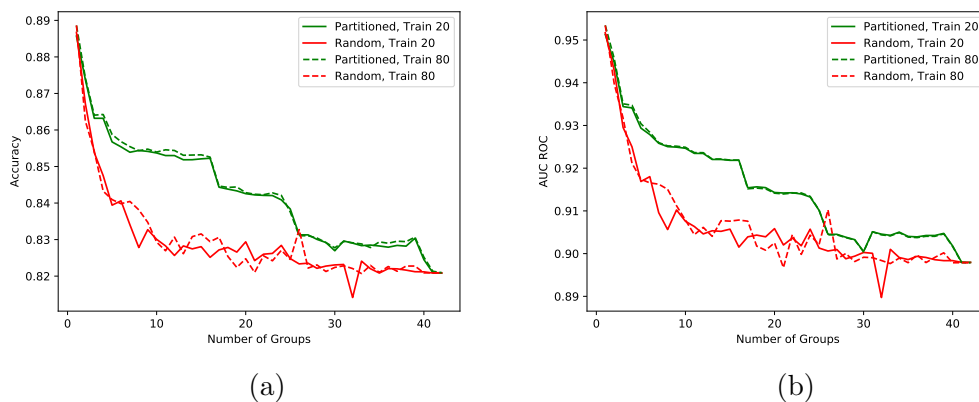 0.89
0.88
0.87
0.86
0.85
0.84
0.83
0.82
Accuracy
0
10
20
30
40
Number of Groups
Partitioned, Train 20
Random, Train 20
Partitioned, Train 80
Random, Train 80
(a)
0.95
0.94
0.93
0.92
0.91
0.90
0.89
AUC ROC
0
10
20
30
40
Number of Groups
Partitioned, Train 20
Random, Train 20
Partitioned, Train 80
Random, Train 80
(b)